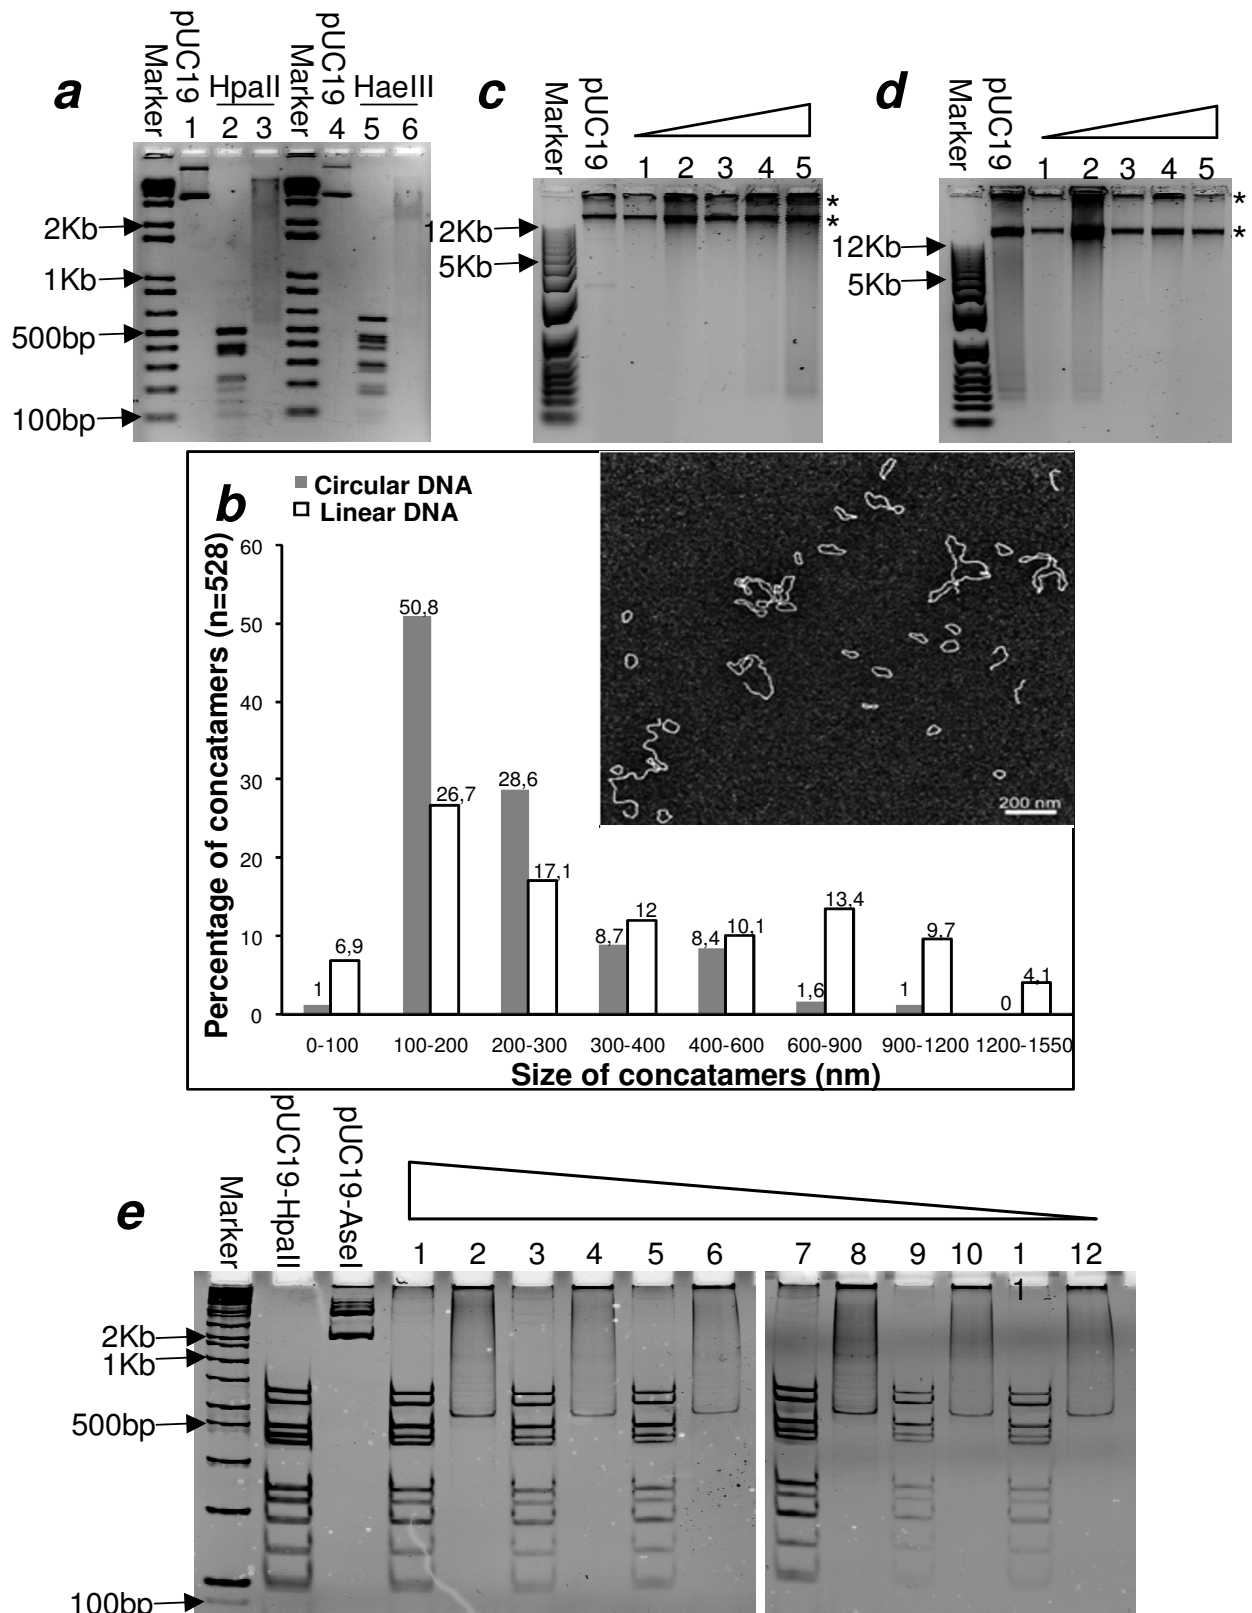 a
Marker
pUC19
HpaII
Marker
pUC19
HaeIII
1
2
3
4
5
6
2Kb
1Kb
500bp
100bp
c
Marker
pUC19
1
2
3
4
5
*
*
12Kb
5Kb
d
Marker
pUC19
1
2
3
4
5
*
*
12Kb
5Kb
b
Circular DNA
Linear DNA
Percentage of concatamers (n=528)
60
50
40
30
20
10
0
1
6,9
50,8
26,7
28,6
17,1
8,7
12
8,4
10,1
1,6
13,4
1
9,7
0
4,1
0-100
100-200
200-300
300-400
400-600
600-900
900-1200
1200-1550
Size of concatamers (nm)
200 nm
e
Marker
pUC19-HpaII
pUC19-AseI
1
2
3
4
5
6
7
8
9
10
1
1
12
2Kb
1Kb
500bp
100bp